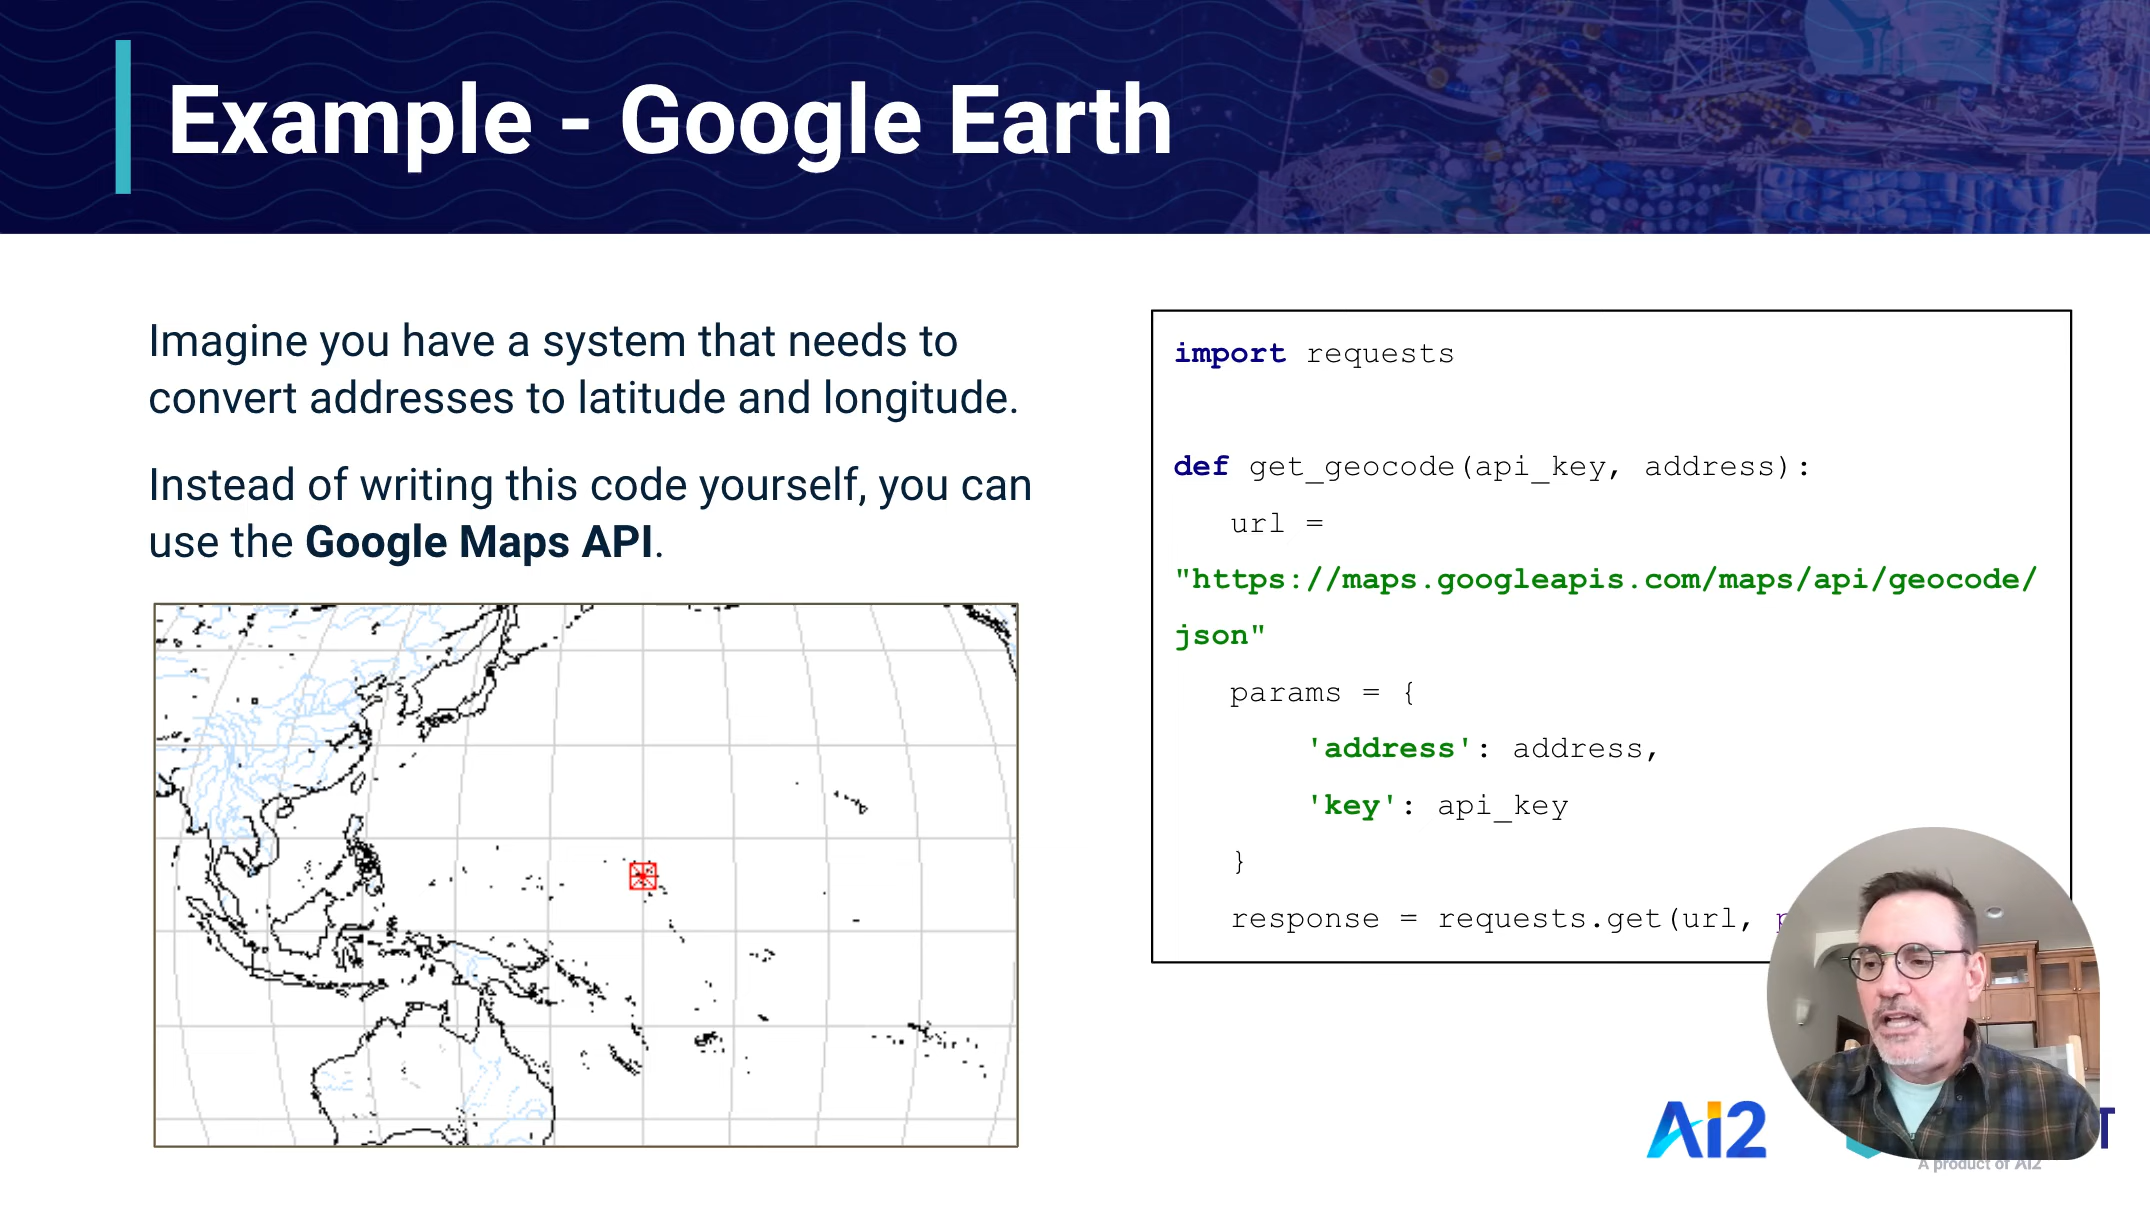 Example - Google Earth
Imagine you have a system that needs to
convert addresses to latitude and longitude.
Instead of writing this code yourself, you can
use the Google Maps API.
import requests
def get_geocode(api_key, address):
url =
"https://maps.googleapis.com/maps/api/geocode/
json"
params = {
'address': address,
'key': api_key
}
response = requests.get(url,
Ai2
A product of Ai2